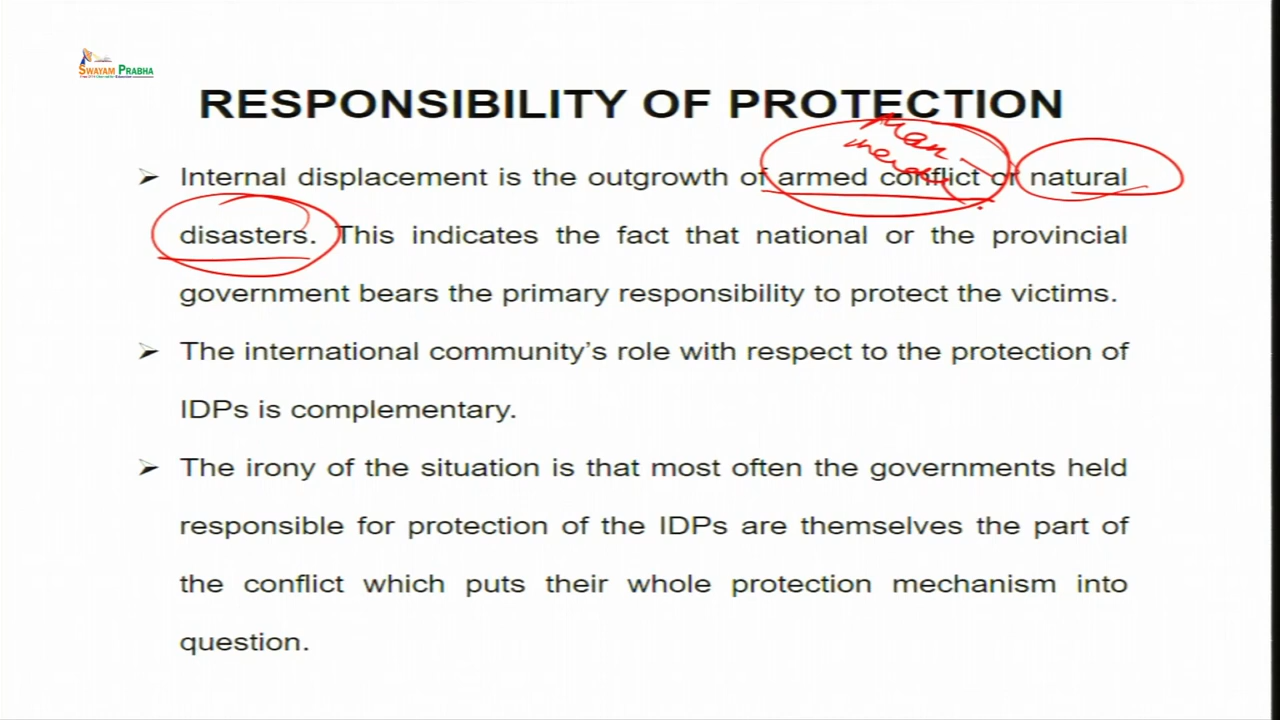 SWAYAM PRABHA
RESPONSIBILITY OF PROTECTION
➢ Internal displacement is the outgrowth of armed conflict or natural
disasters. This indicates the fact that national or the provincial
government bears the primary responsibility to protect the victims.
➢ The international community's role with respect to the protection of
IDPs is complementary.
➢ The irony of the situation is that most often the governments held
responsible for protection of the IDPs are themselves the part of
the conflict which puts their whole protection mechanism into
question.